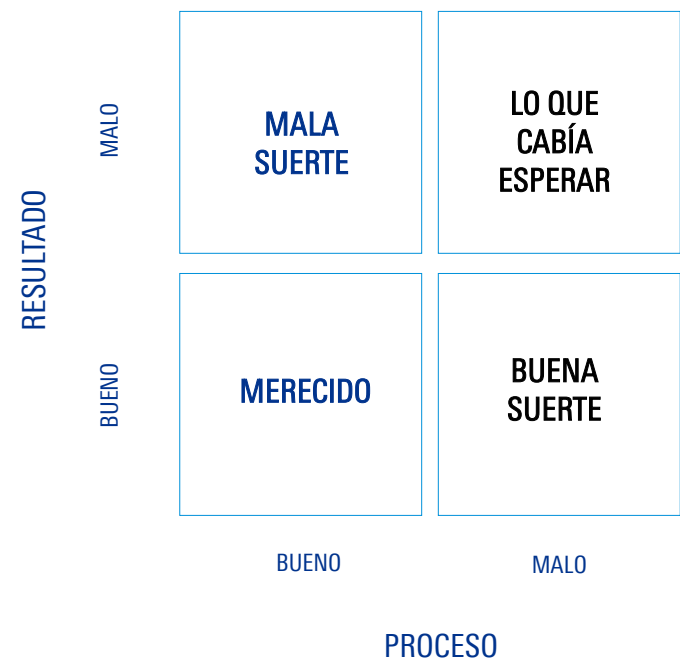 RESULTADO
MALO
MALA
SUERTE
LO QUE
CABÍA
ESPERAR
BUENO
MERECIDO
BUENA
SUERTE
BUENO
MALO
PROCESO